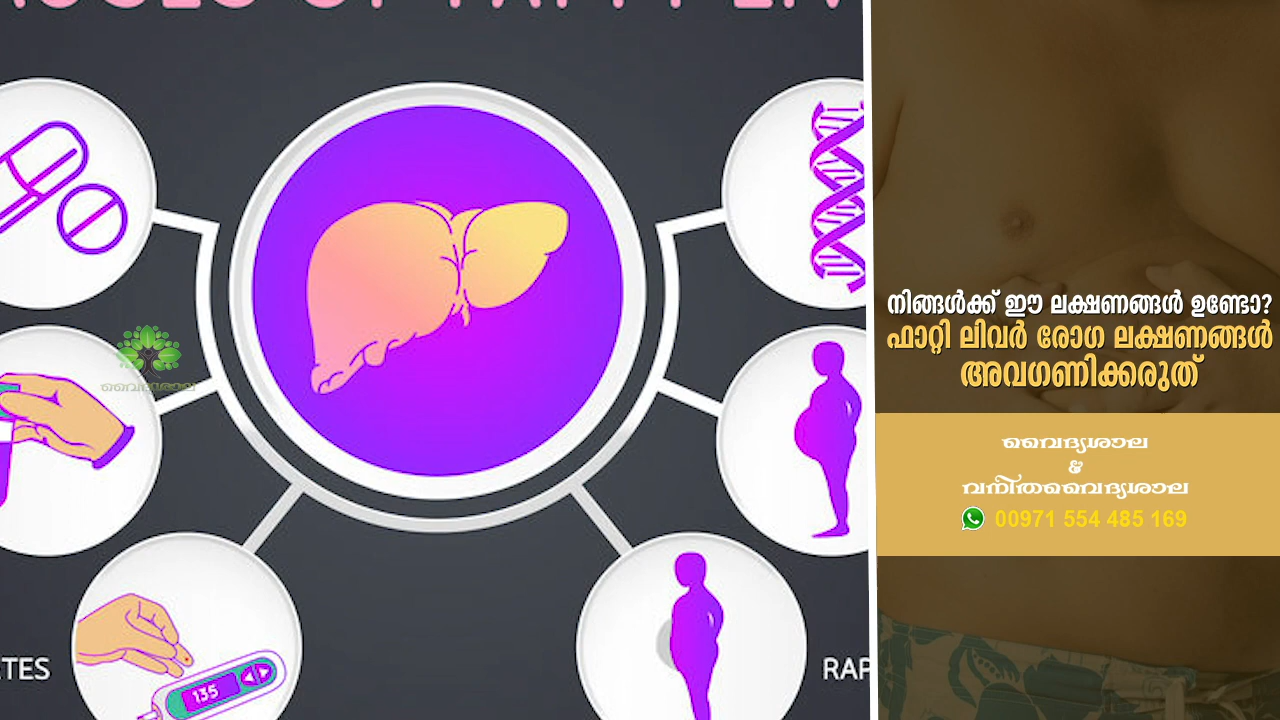 വൈദ്യശാല
TES
135
RAP
നിങ്ങൾക്ക് ഈ ലക്ഷണങ്ങൾ ഉണ്ടോ?
ഫാറ്റി ലിവർ രോഗ ലക്ഷണങ്ങൾ
അവഗണിക്കരുത്
വൈദ്യശാല
&
വനിതവൈദ്യശാല
00971 554 485 169